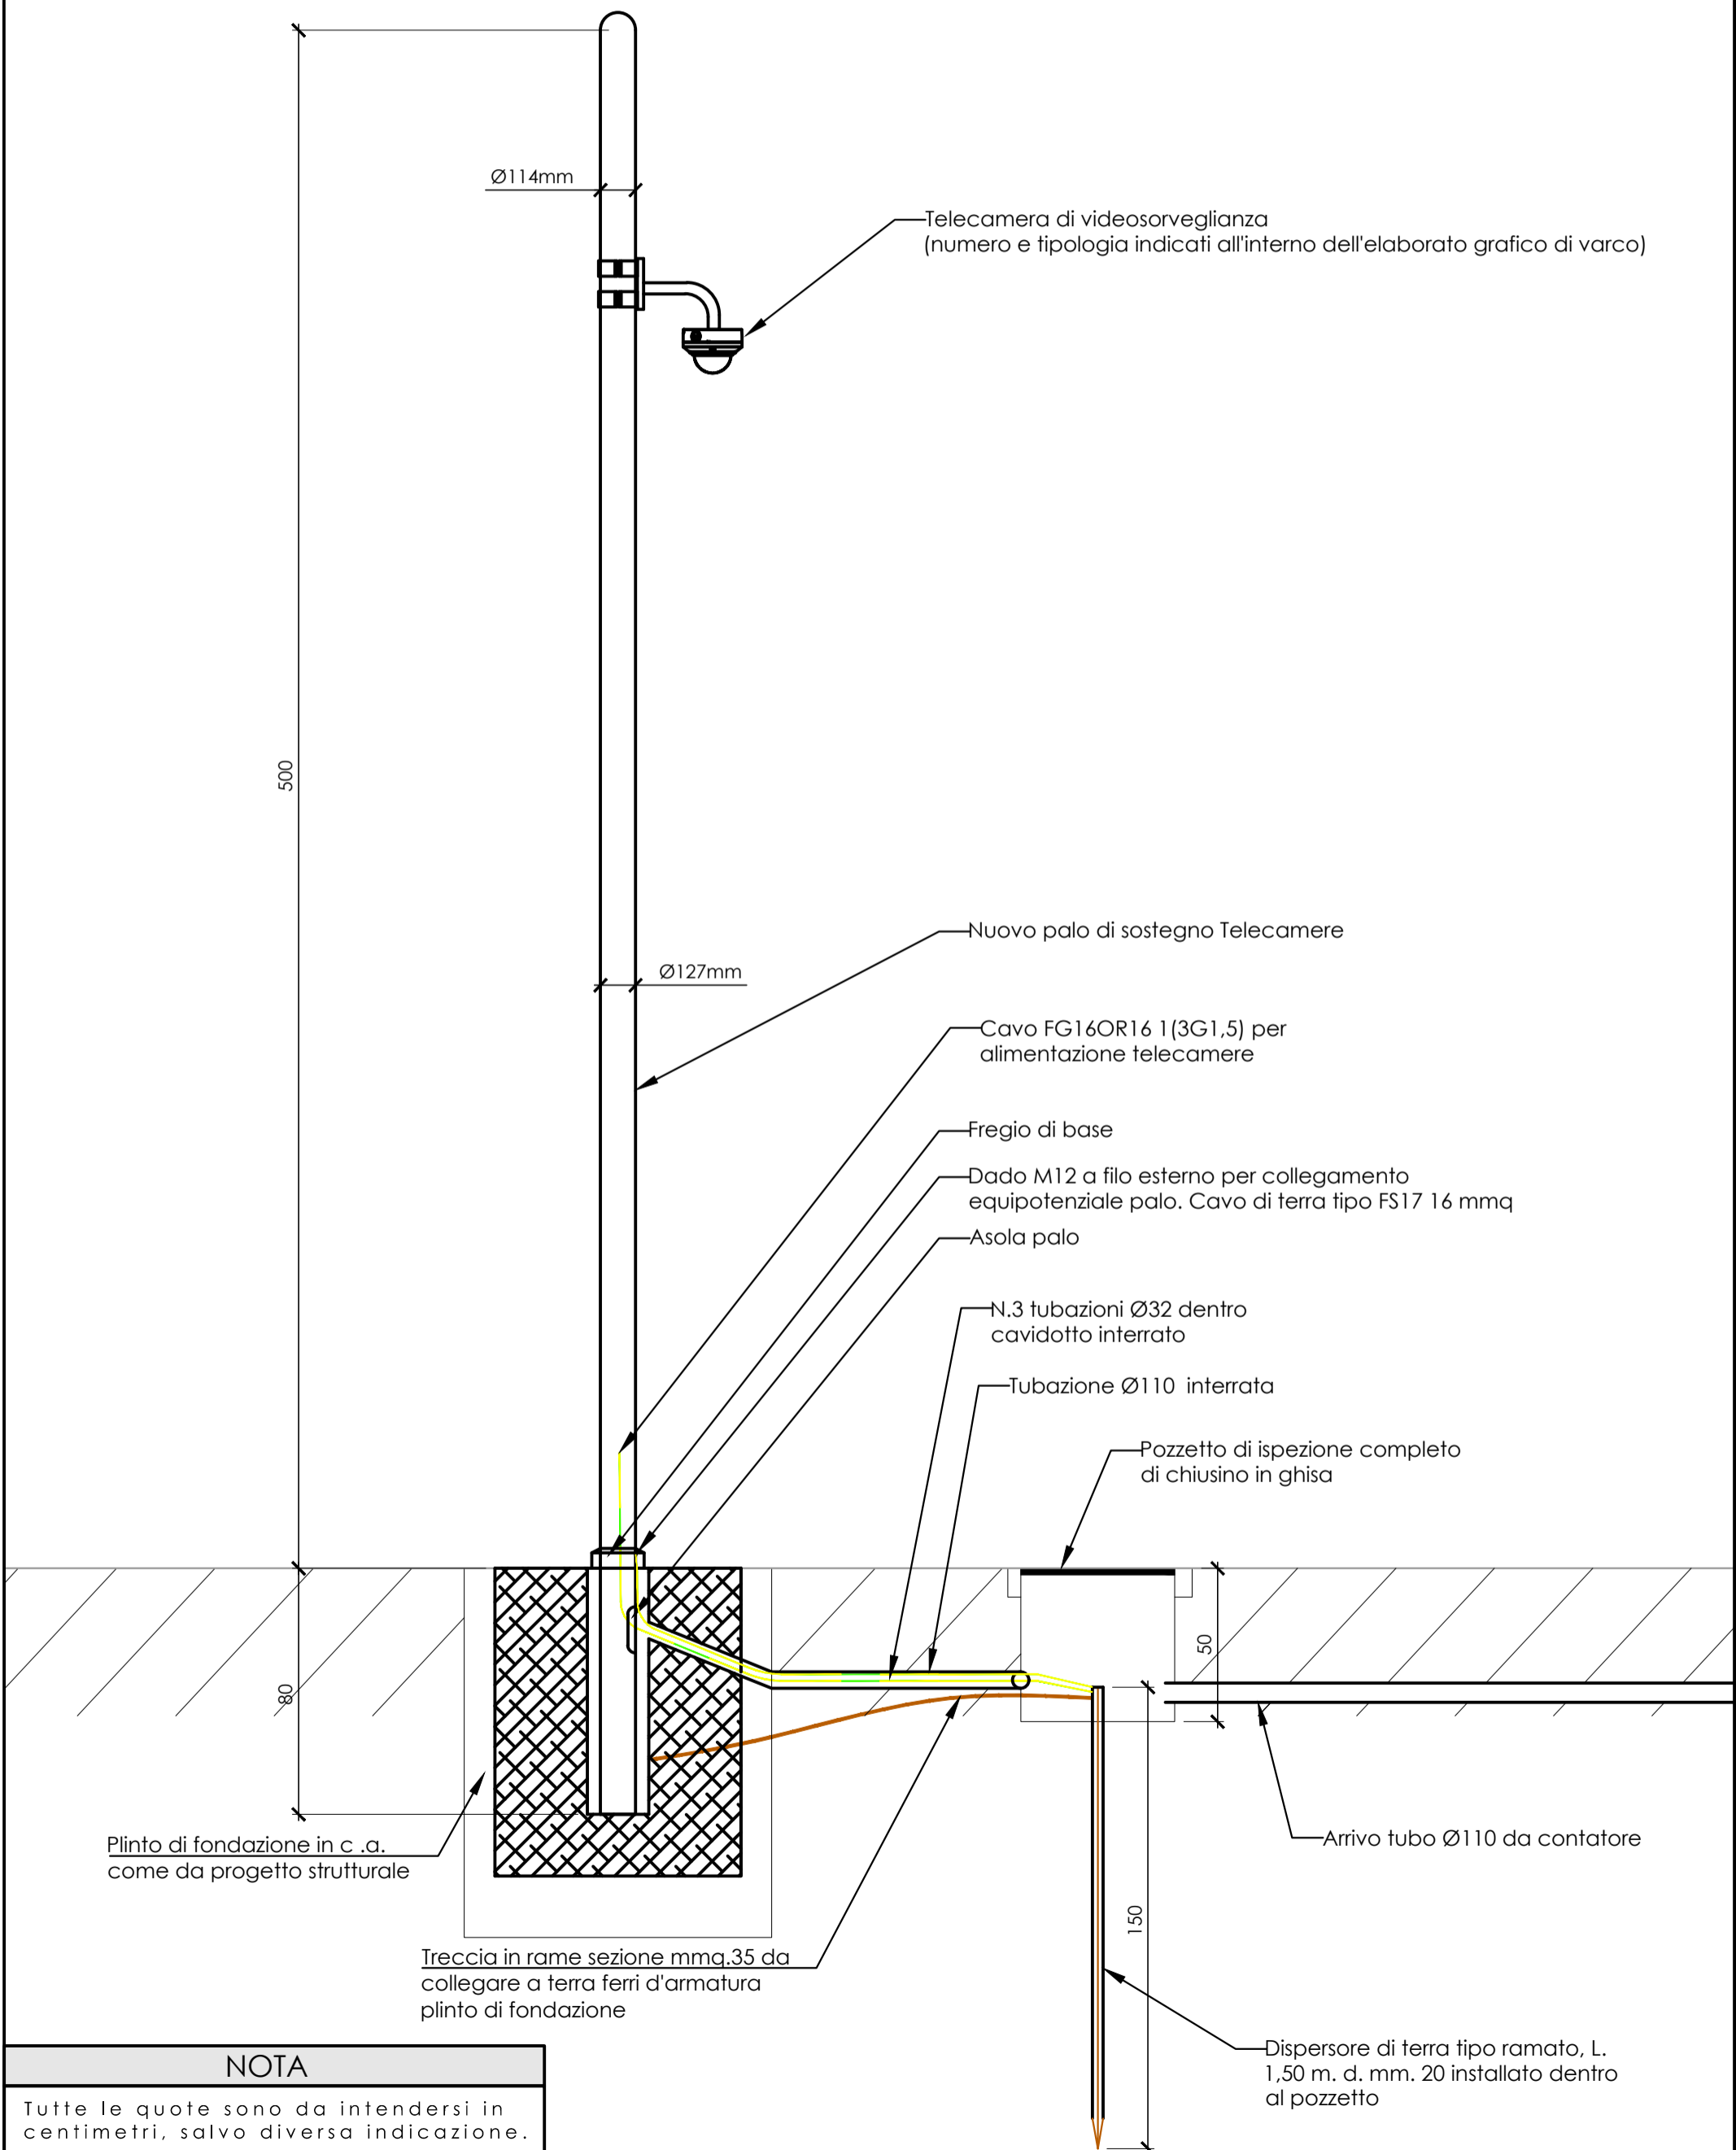 Ø114mm
Telecamera di videosorveglianza
(numero e tipologia indicati all'interno dell'elaborato grafico di varco)
500
Nuovo palo di sostegno Telecamere
Ø127mm
Cavo FG16OR16 1(3G1,5) per
alimentazione telecamere
Fregio di base
Dado M12 a filo esterno per collegamento
equipotenziale palo. Cavo di terra tipo FS17 16 mmq
Asola palo
N.3 tubazioni Ø32 dentro
cavidotto interrato
Tubazione Ø110 interrata
Pozzetto di ispezione completo
di chiusino in ghisa
50
80
Plinto di fondazione in c .a.
come da progetto strutturale
Arrivo tubo Ø110 da contatore
150
Treccia in rame sezione mmq.35 da
collegare a terra ferri d'armatura
plinto di fondazione
Dispersore di terra tipo ramato, L.
1,50 m. d. mm. 20 installato dentro
al pozzetto
NOTA
Tutte le quote sono da intendersi in
centimetri, salvo diversa indicazione.